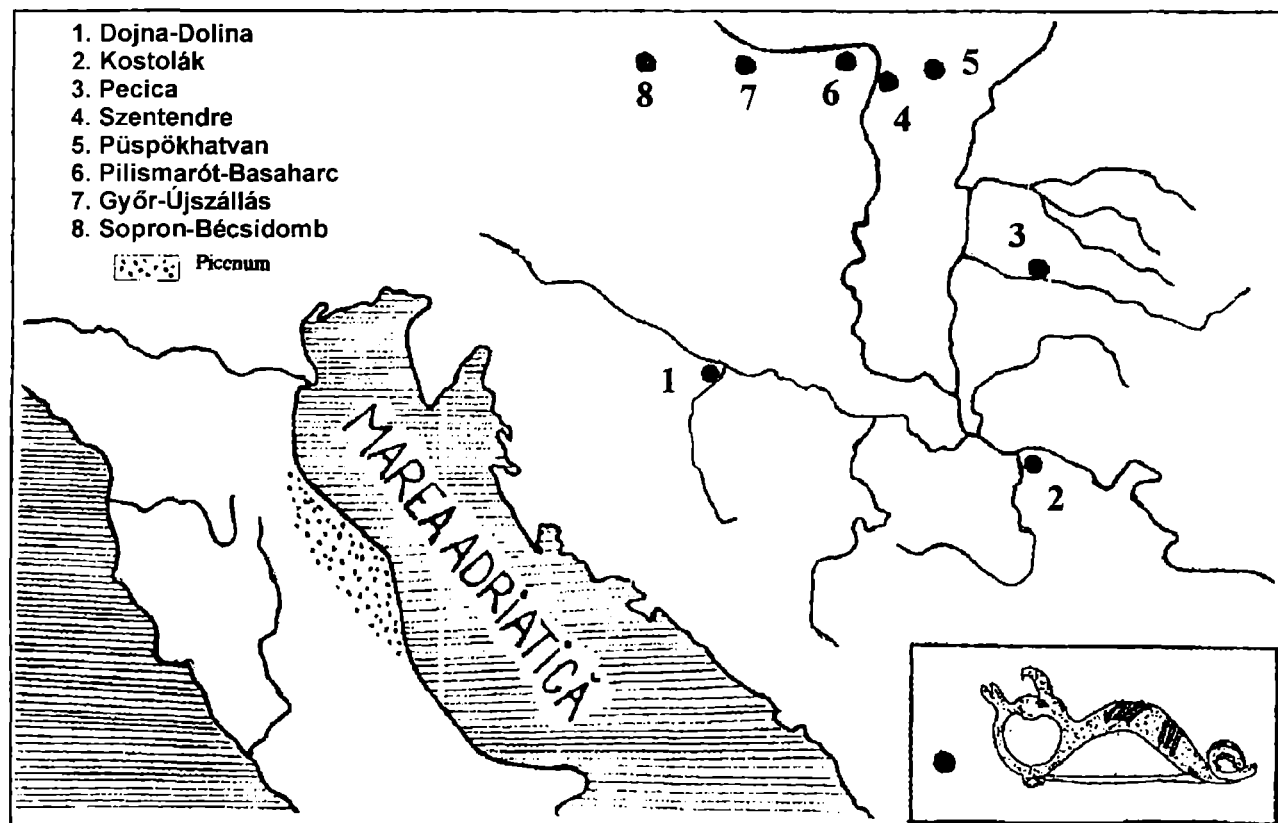 1. Dojna-Dolina
2. Kostolák
3. Pecica
4. Szentendre
5. Püspökhatvan
6. Pilismarót-Basaharc
7. Győr-Újszállás
8. Sopron-Bécsidomb
Picenum
8
7
6
4
5
3
1
2
MAREA ADRIATICĂ